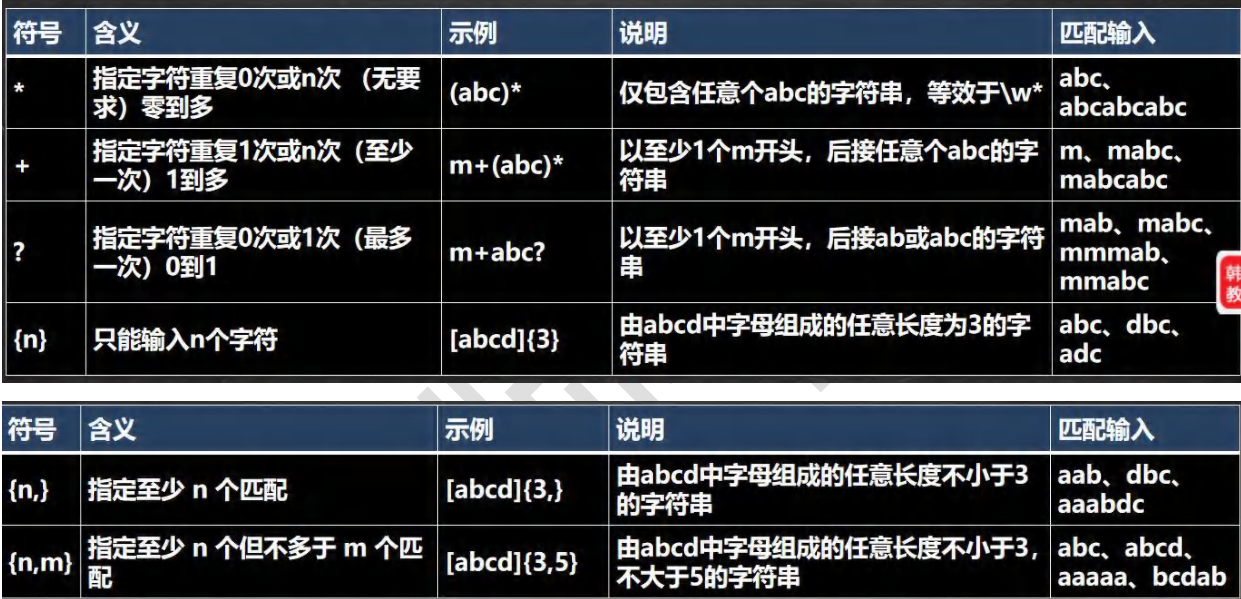 符号 含义 示例 说明 匹配输入
* 指定字符重复0次或n次 （无要 (abc)* 仅包含任意个abc的字符串，等效于\w* abc、
求）零到多 abcabcabc
+ 指定字符重复1次或n次（至少 m+(abc)* 以至少1个m开头，后接任意个abc的字 m、mabc、
一次）1到多 符串 mabcabc
? 指定字符重复0次或1次（最多 m+abc? 以至少1个m开头，后接ab或abc的字符 mab、mabc、
一次）0到1 串 mmmab、
mmabc
韩
教
{n} 只能输入n个字符 [abcd]{3} 由abcd中字母组成的任意长度为3的字 abc、dbc、
符串 adc
符号 含义 示例 说明 匹配输入
{n,} 指定至少 n 个匹配 [abcd]{3,} 由abcd中字母组成的任意长度不小于3 aab、dbc、
的字符串 aaabdc
{n,m} 指定至少 n 个但不多于 m 个匹 [abcd]{3,5} 由abcd中字母组成的任意长度不小于3， abc、abcd、
配 不大于5的字符串 aaaaa、bcdab